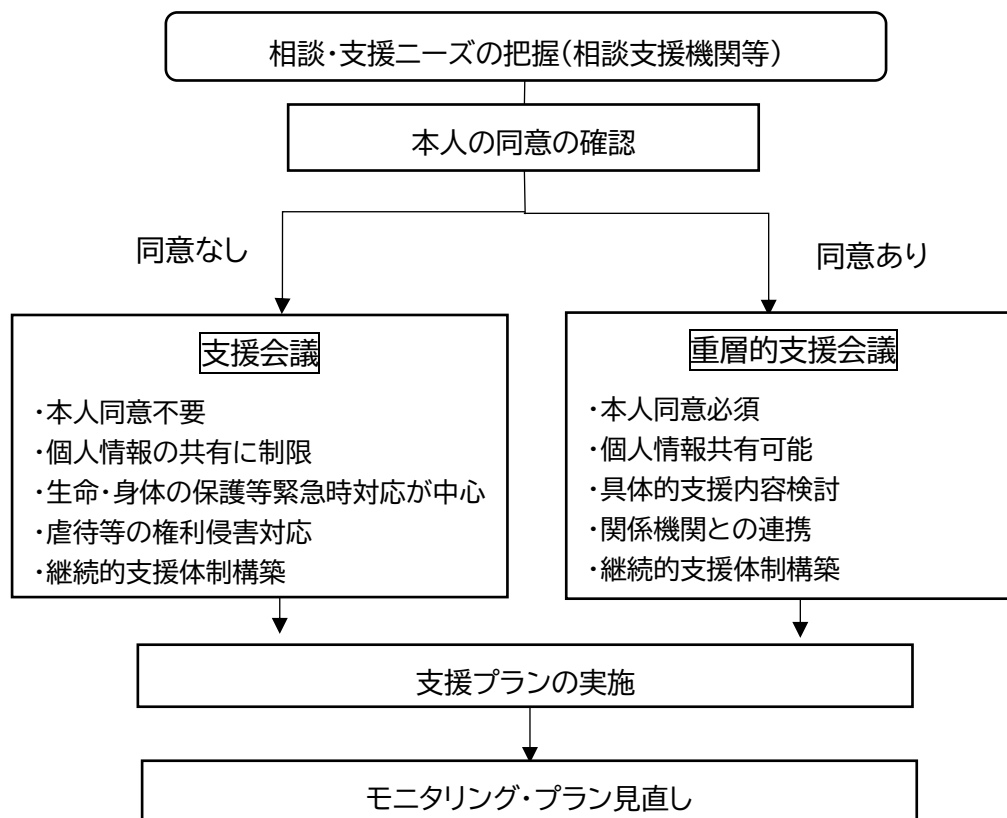 相談・支援ニーズの把握(相談支援機関等)
本人の同意の確認
同意なし
同意あり
支援会議
・本人同意不要
・個人情報の共有に制限
・生命・身体の保護等緊急時対応が中心
・虐待等の権利侵害対応
・継続的支援体制構築
重層的支援会議
・本人同意必須
・個人情報共有可能
・具体的支援内容検討
・関係機関との連携
・継続的支援体制構築
支援プランの実施
モニタリング・プラン見直し